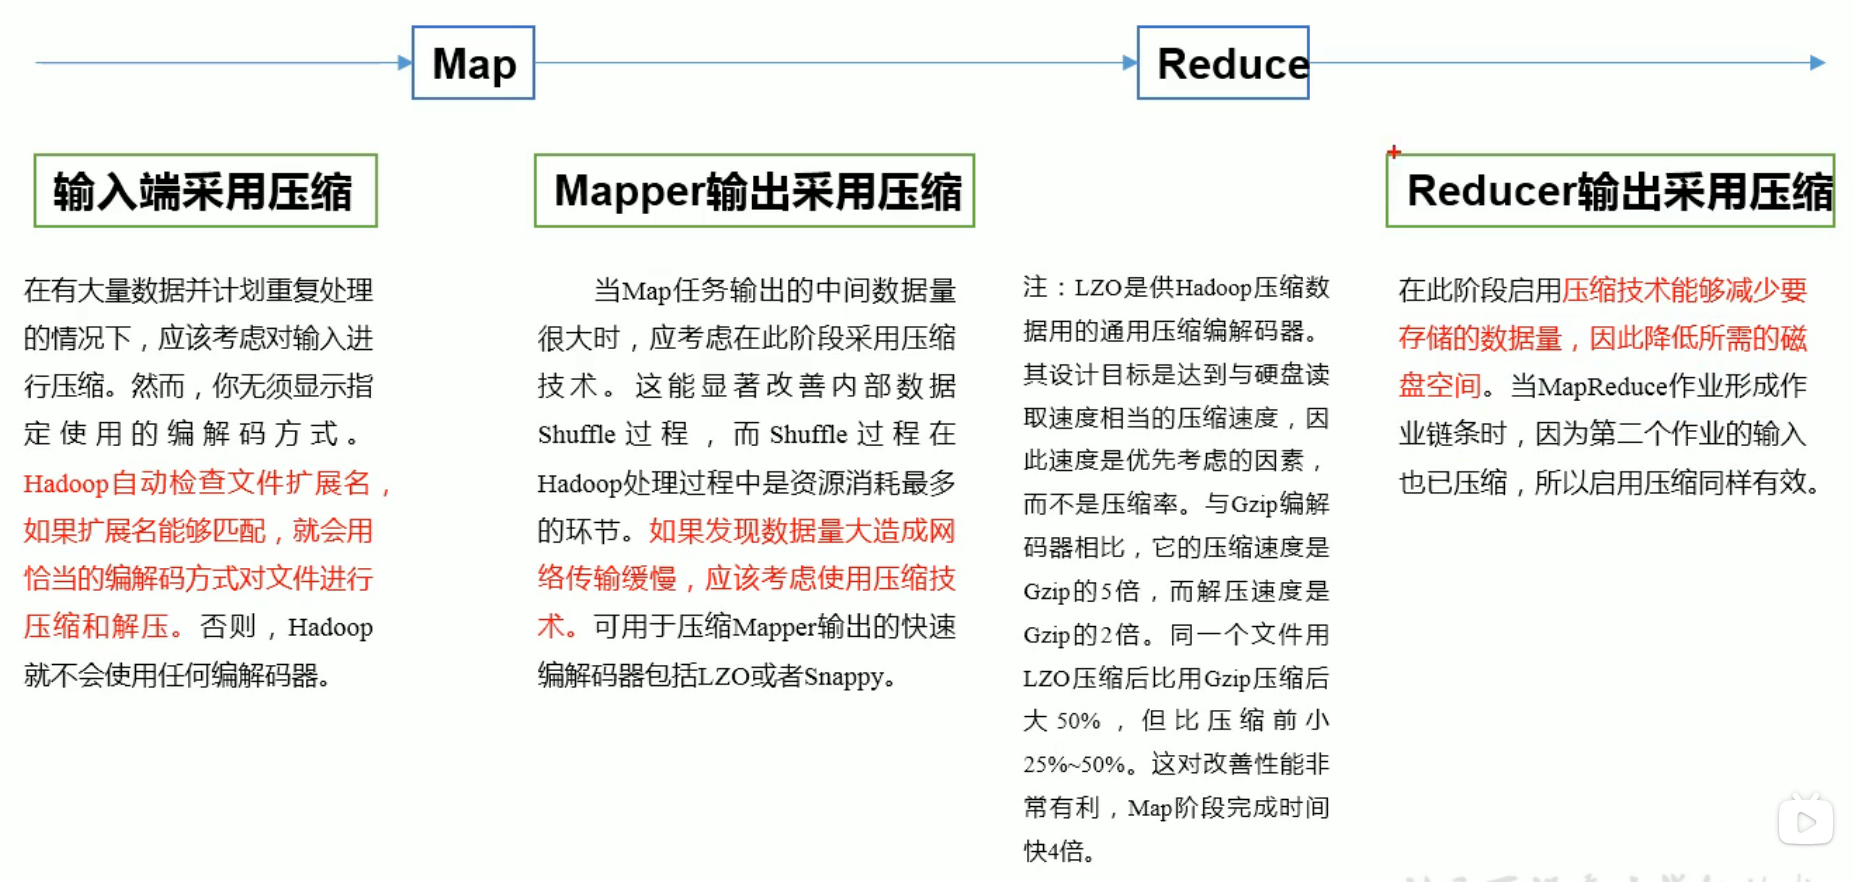 Map
Reduce
输入端采用压缩
在有大量数据并计划重复处理
的情况下，应该考虑对输入进
行压缩。然而，你无须显示指
定使用的编解码方式。
Hadoop自动检查文件扩展名，
如果扩展名能够匹配，就会用
恰当的编解码方式对文件进行
压缩和解压。否则，Hadoop
就不会使用任何编解码器。
Mapper输出采用压缩
当Map任务输出的中间数据量
很大时，应考虑在此阶段采用压缩
技术。这能显著改善内部数据
Shuffle过程，而Shuffle过程在
Hadoop处理过程中是资源消耗最多
的环节。如果发现数据量大造成网
络传输缓慢，应该考虑使用压缩技
术。可用于压缩Mapper输出的快速
编解码器包括LZO或者Snappy。
注：LZO是供Hadoop压缩数
据用的通用压缩编解码器。
其设计目标是达到与硬盘读
取速度相当的压缩速度，因
此速度是优先考虑的因素，
而不是压缩率。与Gzip编解
码器相比，它的压缩速度是
Gzip的5倍，而解压速度是
Gzip的2倍。同一个文件用
LZO压缩后比用Gzip压缩后
大50%，但比压缩前小
25%~50%。这对改善性能非
常有利，Map阶段完成时间
快4倍。
Reducer输出采用压缩
在此阶段启用压缩技术能够减少要
存储的数据量，因此降低所需的磁
盘空间。当MapReduce作业形成作
业链条时，因为第二个作业的输入
也已压缩，所以启用压缩同样有效。